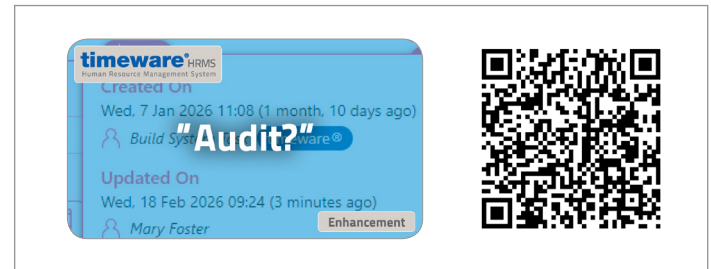 timeware® HRMS
Human Resource Management System
Created On
Wed, 7 Jan 2026 11:08 (1 month, 10 days ago)
Build Sys
"Audit?"
ware®
Updated On
Wed, 18 Feb 2026 09:24 (3 minutes ago)
Mary Foster
Enhancement